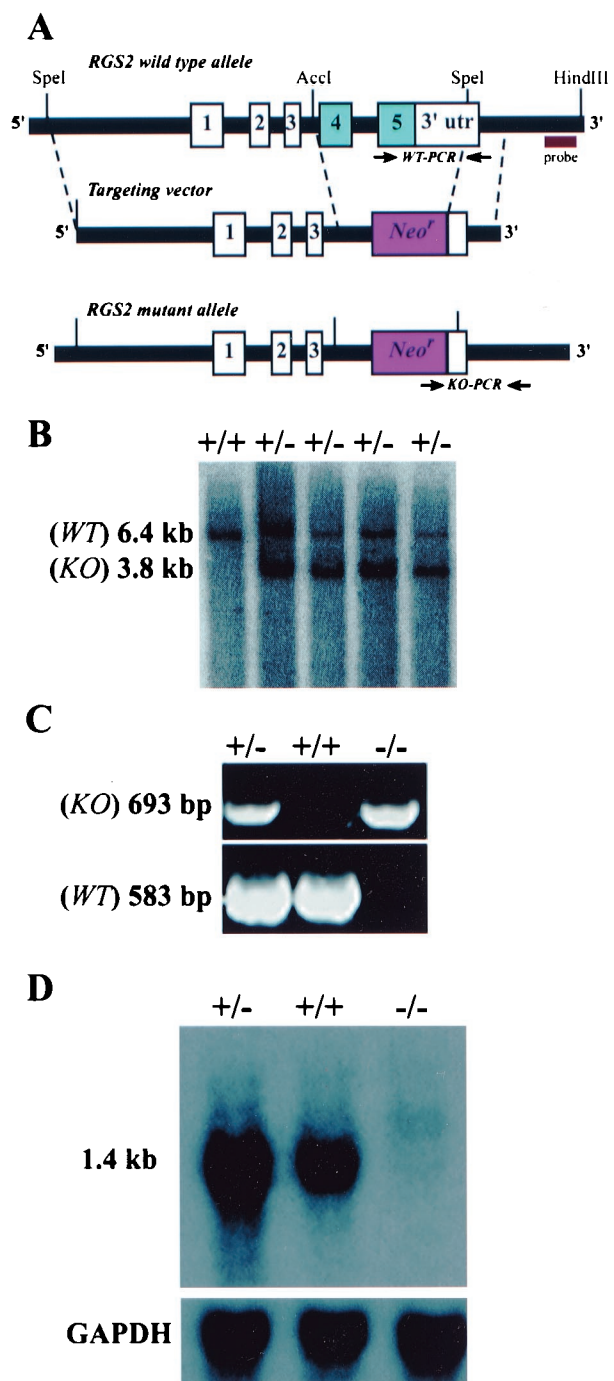 A
RGS2 wild type allele
SpeI AccI SpeI HindIII
5' 1 2 3 4 5 3' utr 3'
WT-PCR probe
Targeting vector
5' 1 2 3 Neoʳ 3'
RGS2 mutant allele
5' 1 2 3 Neoʳ 3'
KO-PCR
B
+/+ +/- +/- +/- +/-
(WT) 6.4 kb
(KO) 3.8 kb
C
+/- +/+ -/-
(KO) 693 bp
(WT) 583 bp
D
+/- +/+ -/-
1.4 kb
GAPDH